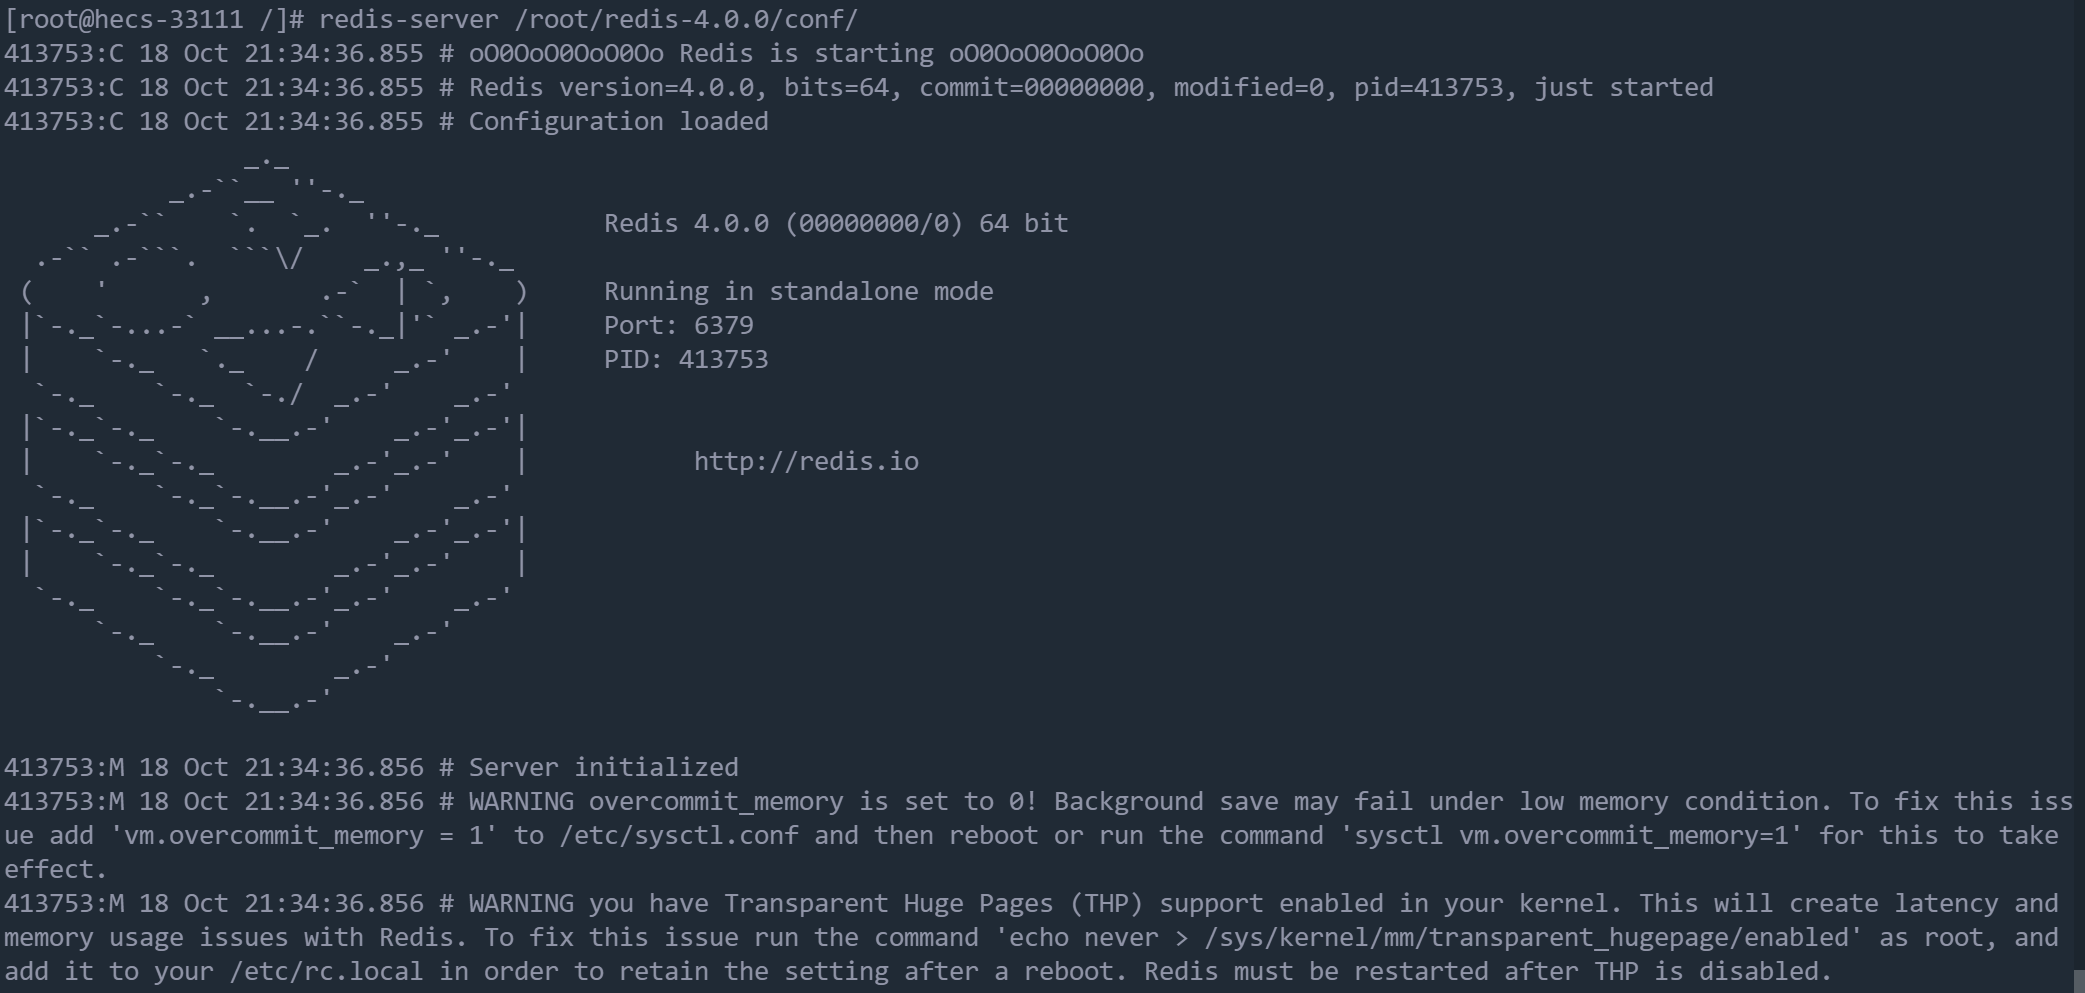 [root@hecs-33111 /]# redis-server /root/redis-4.0.0/conf/
413753:C 18 Oct 21:34:36.855 # oO0OoO0OoO0Oo Redis is starting oO0OoO0OoO0Oo
413753:C 18 Oct 21:34:36.855 # Redis version=4.0.0, bits=64, commit=00000000, modified=0, pid=413753, just started
413753:C 18 Oct 21:34:36.855 # Configuration loaded
Redis 4.0.0 (00000000/0) 64 bit
Running in standalone mode
Port: 6379
PID: 413753
http://redis.io
413753:M 18 Oct 21:34:36.856 # Server initialized
413753:M 18 Oct 21:34:36.856 # WARNING overcommit_memory is set to 0! Background save may fail under low memory condition. To fix this iss
ue add 'vm.overcommit_memory = 1' to /etc/sysctl.conf and then reboot or run the command 'sysctl vm.overcommit_memory=1' for this to take
effect.
413753:M 18 Oct 21:34:36.856 # WARNING you have Transparent Huge Pages (THP) support enabled in your kernel. This will create latency and
memory usage issues with Redis. To fix this issue run the command 'echo never > /sys/kernel/mm/transparent_hugepage/enabled' as root, and
add it to your /etc/rc.local in order to retain the setting after a reboot. Redis must be restarted after THP is disabled.